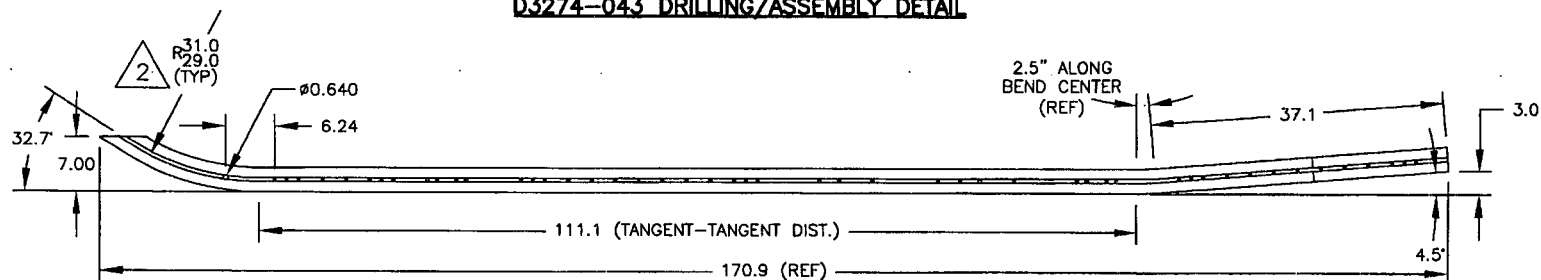 D3274-043 DRILLING/ASSEMBLY DETAIL
R31.0
29.0
(TYP)
2
Ø0.640
6.24
32.7°
7.00
2.5" ALONG
BEND CENTER
(REF)
37.1
3.0
111.1 (TANGENT-TANGENT DIST.)
4.5°
170.9 (REF)